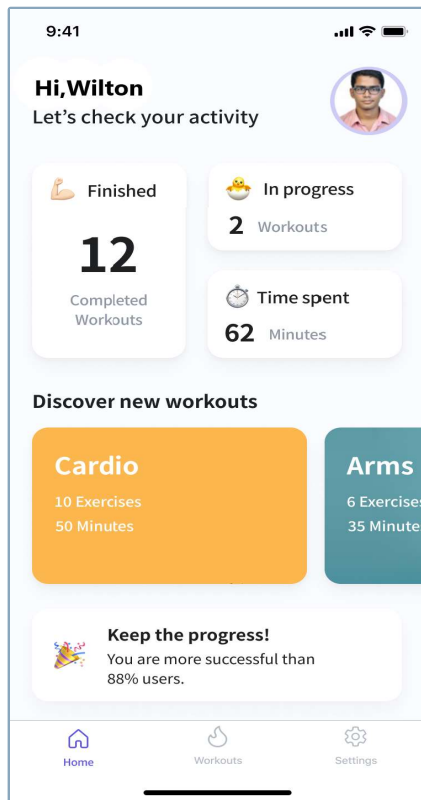 9:41
Hi,Wilton
Let's check your activity
Finished
12
Completed
Workouts
In progress
2 Workouts
Time spent
62 Minutes
Discover new workouts
Cardio
10 Exercises
50 Minutes
Arms
6 Exercises
35 Minute
Keep the progress!
You are more successful than
88% users.
Home
Workouts
Settings